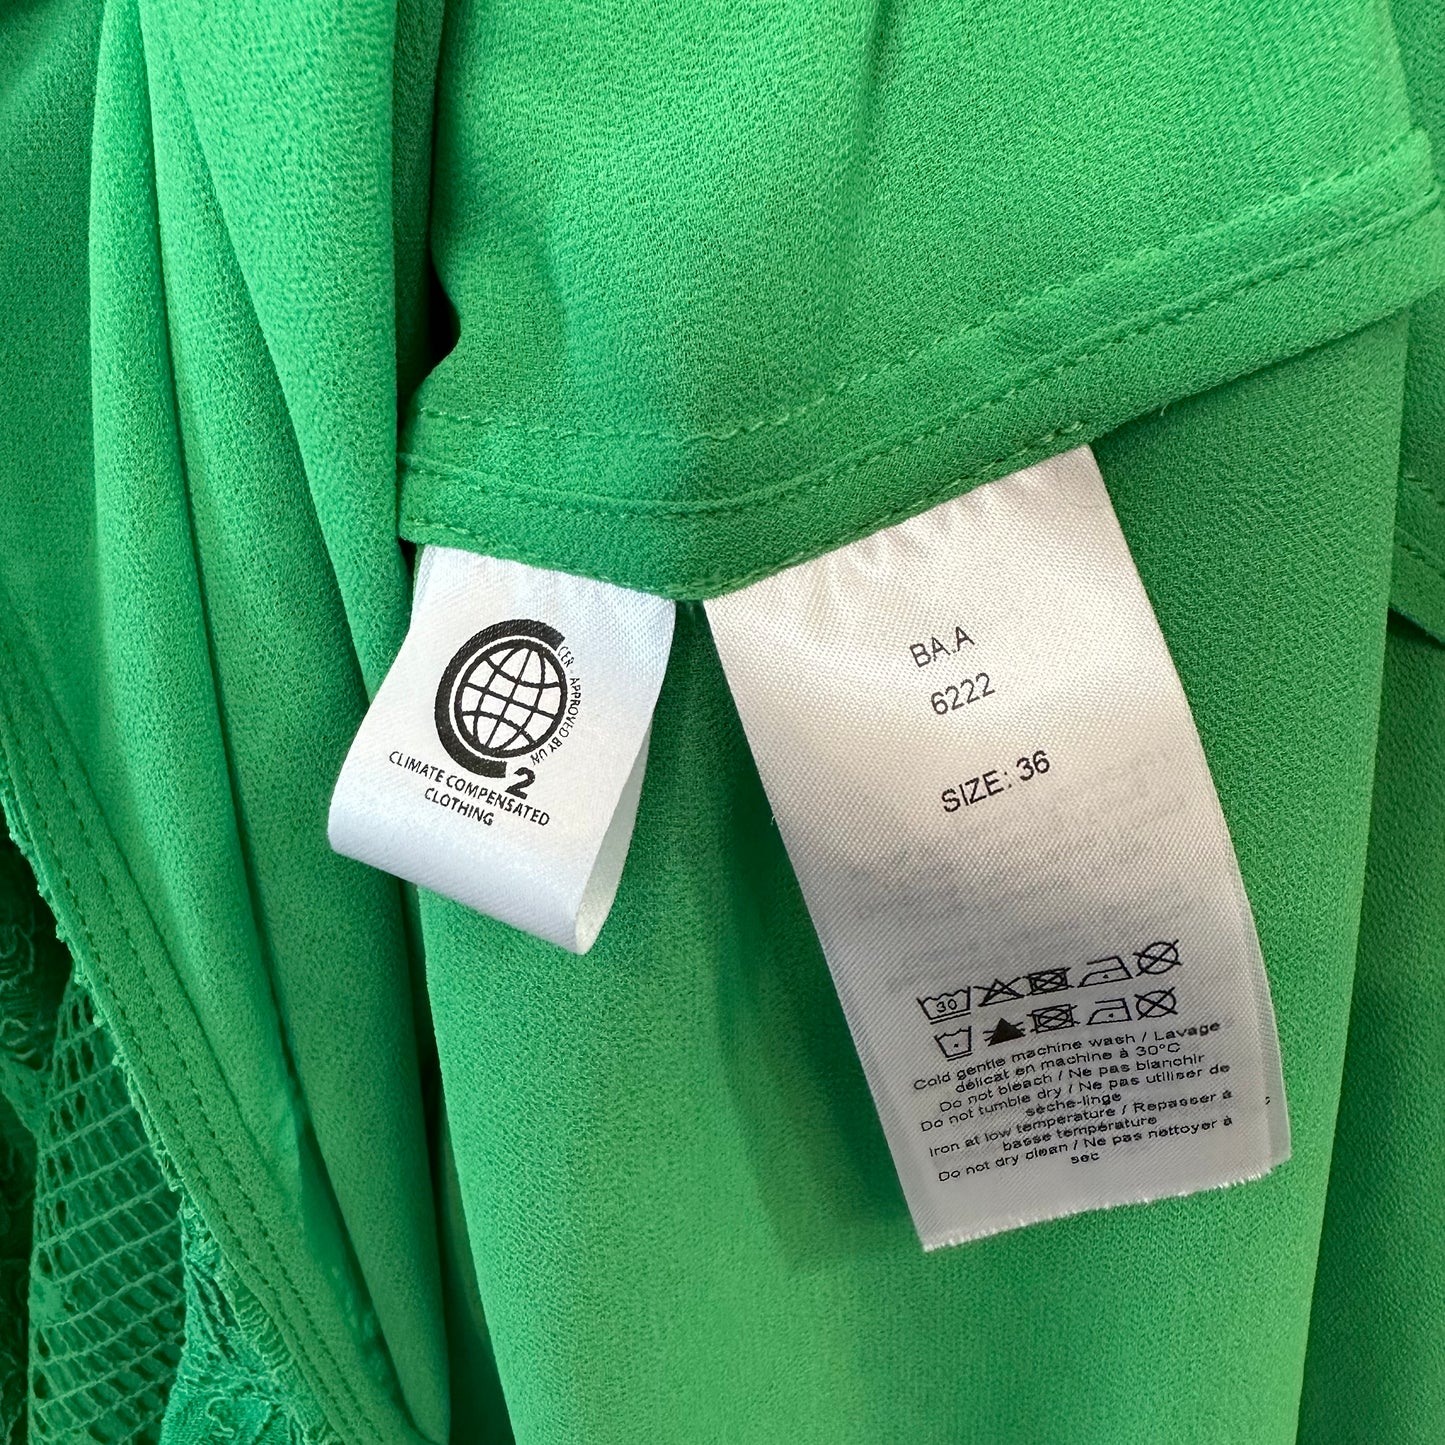 CER - APPROVED BY UN
2
CLIMATE COMPENSATED
CLOTHING
BA.A
6222
SIZE: 36
30
Cold gentle machine wash / Lavage
délicat en machine à 30°C
Do not bleach / Ne pas blanchir
Do not tumble dry / Ne pas utiliser de
sèche-linge
Iron at low température / Repasser à
basse température
Do not dry clean / Ne pas nettoyer à
sec